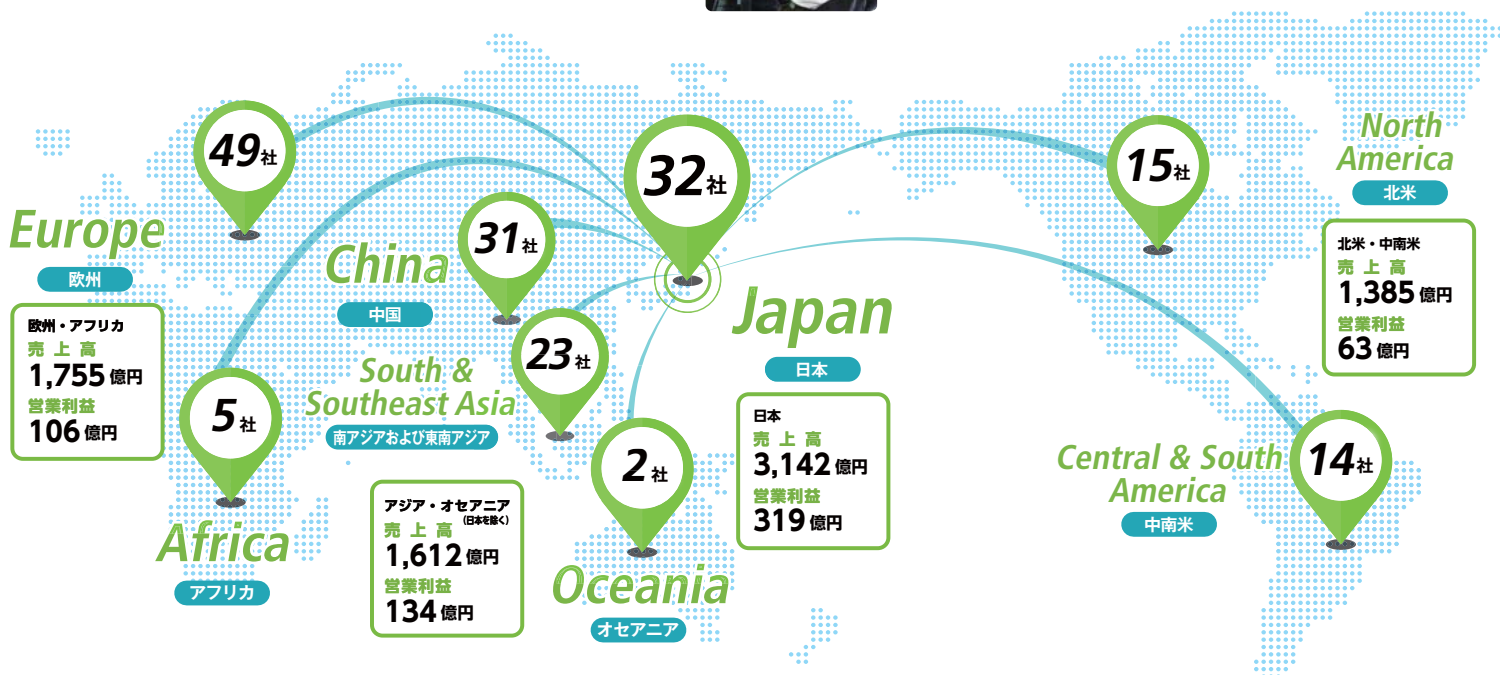 49社
Europe
欧州
欧州・アフリカ
売上高
1,755億円
営業利益
106億円
5社
Africa
アフリカ
31社
China
中国
23社
South &
Southeast Asia
南アジアおよび東南アジア
アジア・オセアニア
(日本を除く)
売上高
1,612億円
営業利益
134億円
2社
Oceania
オセアニア
32社
Japan
日本
日本
売上高
3,142億円
営業利益
319億円
15社
North
America
北米
北米・中南米
売上高
1,385億円
営業利益
63億円
14社
Central & South
America
中南米